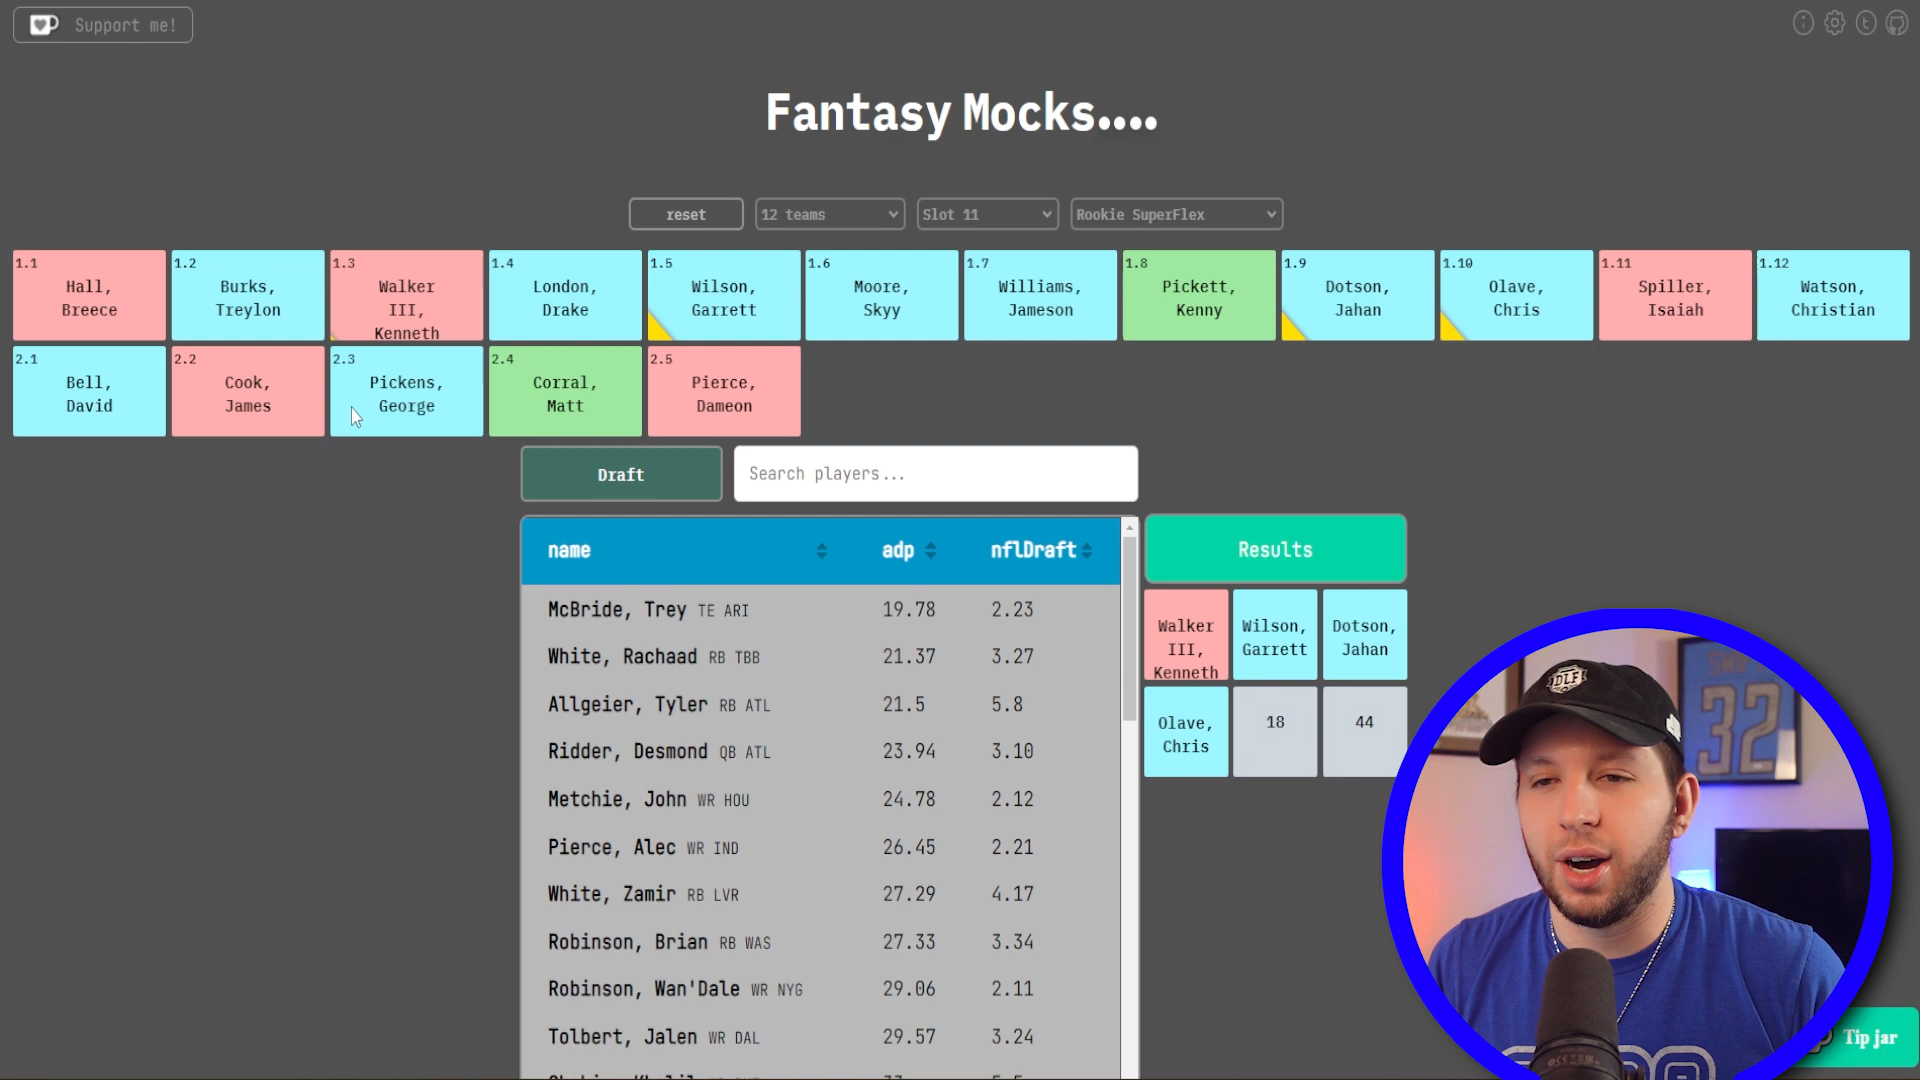 Support me!
Fantasy Mocks....
reset
12 teams
Slot 11
Rookie SuperFlex
1.1
Hall,
Breece
1.2
Burks,
Treylon
1.3
Walker
III,
Kenneth
1.4
London,
Drake
1.5
Wilson,
Garrett
1.6
Moore,
Skyy
1.7
Williams,
Jameson
1.8
Pickett,
Kenny
1.9
Dotson,
Jahan
1.10
Olave,
Chris
1.11
Spiller,
Isaiah
1.12
Watson,
Christian
2.1
Bell,
David
2.2
Cook,
James
2.3
Pickens,
George
2.4
Corral,
Matt
2.5
Pierce,
Dameon
Draft
Search players...
name adp nflDraft
McBride, Trey TE ARI 19.78 2.23
White, Rachaad RB TBB 21.37 3.27
Allgeier, Tyler RB ATL 21.5 5.8
Ridder, Desmond QB ATL 23.94 3.10
Metchie, John WR HOU 24.78 2.12
Pierce, Alec WR IND 26.45 2.21
White, Zamir RB LVR 27.29 4.17
Robinson, Brian RB WAS 27.33 3.34
Robinson, Wan'Dale WR NYG 29.06 2.11
Tolbert, Jalen WR DAL 29.57 3.24
Results
Walker
III,
Kenneth
Wilson,
Garrett
Dotson,
Jahan
Olave,
Chris
18
44
DLF
32
Tip jar